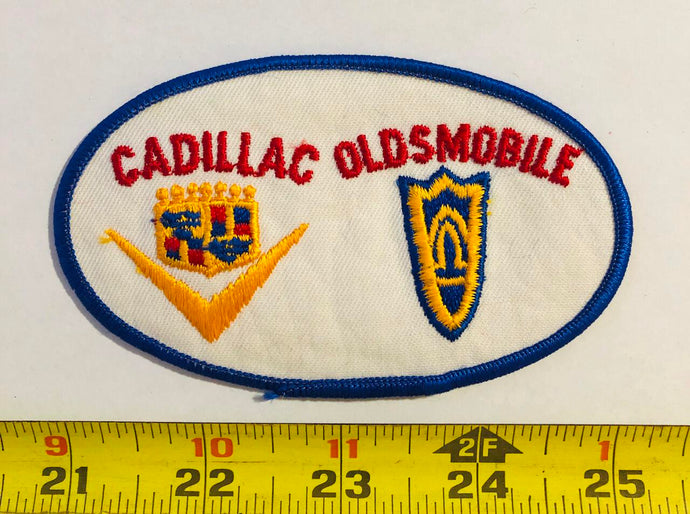 CADILLAC OLDSMOBILE
9 10 11 2F 1
21 22 23 24 25